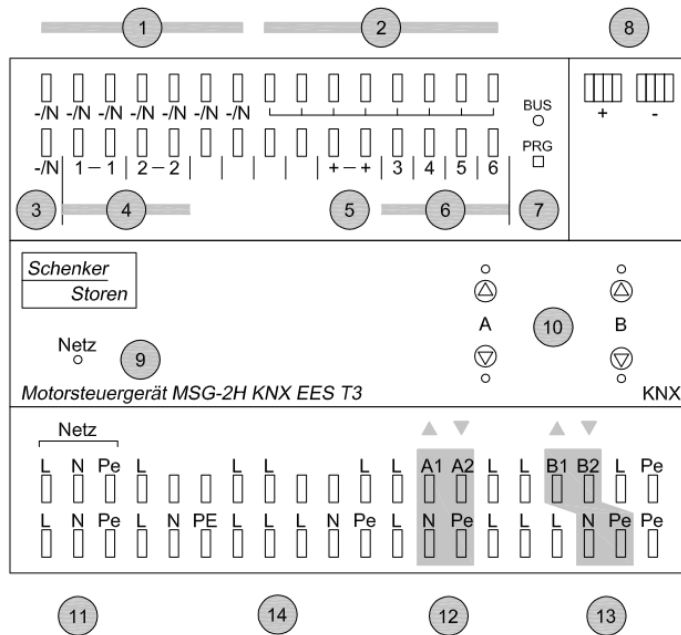 1 2 8
-/N -/N -/N -/N -/N -/N -/N
BUS
+ -
PRG
-/N 1 – 1 2 – 2 + – + 3 4 5 6
3 4 5 6 7
Schenker
Storen
A 10 B
Netz
9
Motorsteuergerät MSG-2H KNX EES T3 KNX
Netz
L N Pe L L L L L A1 A2 L L B1 B2 L Pe
L N Pe L N PE L L L N Pe L N Pe L L L N Pe Pe
11 14 12 13